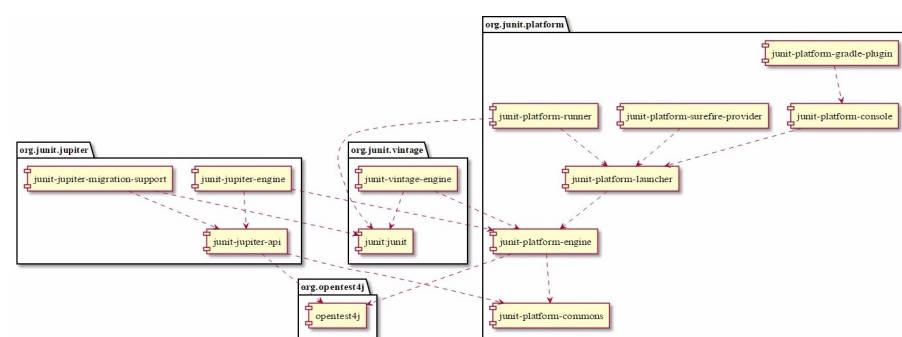 org.junit.platform
junit-platform-gradle-plugin
junit-platform-runner
junit-platform-surefire-provider
junit-platform-console
org.junit.jupiter
org.junit.vintage
junit-jupiter-migration-support
junit-jupiter-engine
junit-vintage-engine
junit-platform-launcher
junit-jupiter-api
junit:junit
junit-platform-engine
org.opentest4j
opentest4j
junit-platform-commons